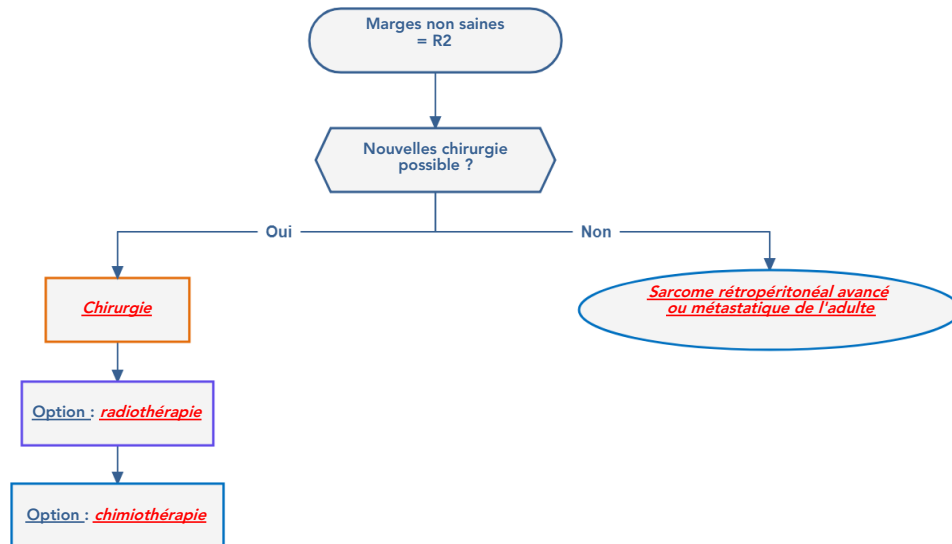 Marges non saines
= R2
Nouvelles chirurgie
possible ?
Oui
Non
Chirurgie
Sarcome rétropéritonéal avancé
ou métastatique de l'adulte
Option : radiothérapie
Option : chimiothérapie